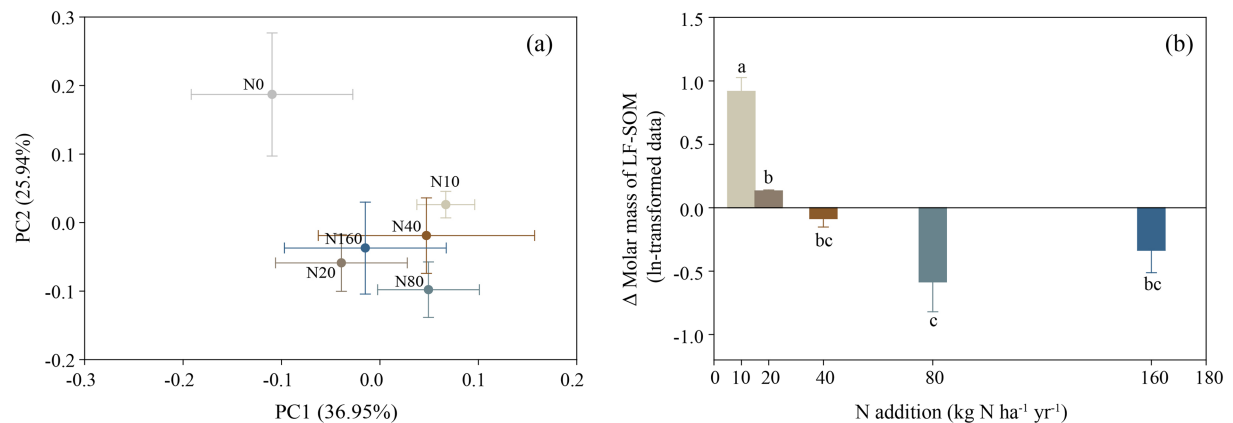 (a)
0.3
0.2
0.1
0.0
-0.1
-0.2
PC2 (25.94%)
N0
N10
N40
N160
N20
N80
-0.3
-0.2
-0.1
0.0
0.1
0.2
PC1 (36.95%)
(b)
1.0
0.5
0.0
-0.5
-1.0
Δ Molar mass of LF-SOM
(ln-transformed data)
a
b
bc
c
bc
0
10
20
40
80
160
180
N addition (kg N ha⁻¹ yr⁻¹)